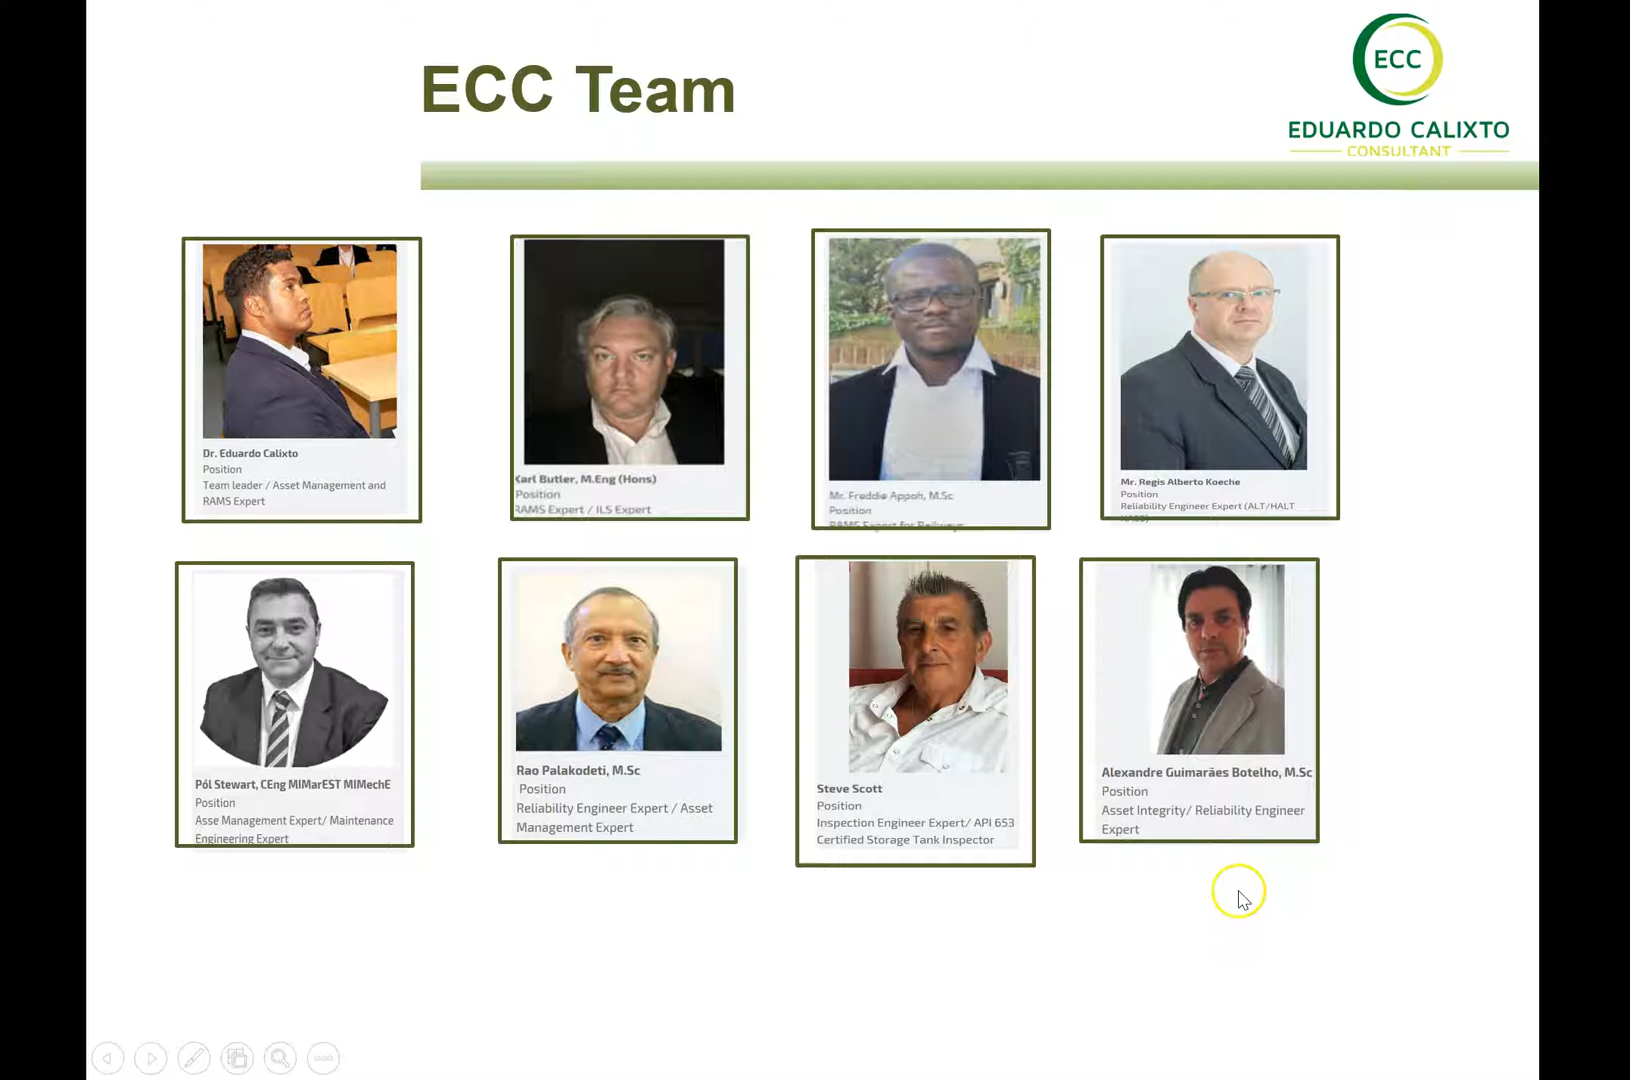 ECC Team
ECC
EDUARDO CALIXTO
CONSULTANT
Dr. Eduardo Calixto
Position
Team leader / Asset Management and
RAMS Expert
Karl Butler, M.Eng (Hons)
Position
RAMS Expert / ILS Expert
Mr. Freddie Appoh, M.Sc
Position
RAMS Expert for Railways
Mr. Regis Alberto Koeche
Position
Reliability Engineer Expert (ALT/HALT
Pól Stewart, CEng MIMarEST MIMechE
Position
Asse Management Expert/ Maintenance
Engineering Expert
Rao Palakodeti, M.Sc
Position
Reliability Engineer Expert / Asset
Management Expert
Steve Scott
Position
Inspection Engineer Expert/ API 653
Certified Storage Tank Inspector
Alexandre Guimarães Botelho, M.Sc
Position
Asset Integrity/ Reliability Engineer
Expert